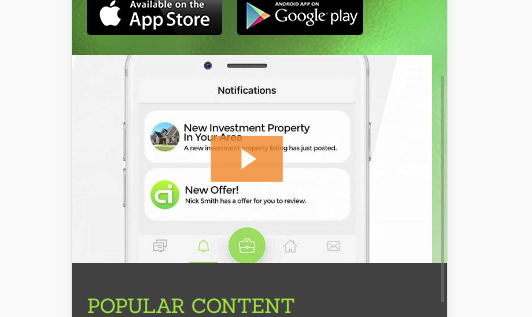 Available on the
App Store
ANDROID APP ON
Google play
Notifications
New Investment Property
In Your Area
A new investment property listing has just posted.
New Offer!
Nick Smith has a offer for you to review.
POPULAR CONTENT